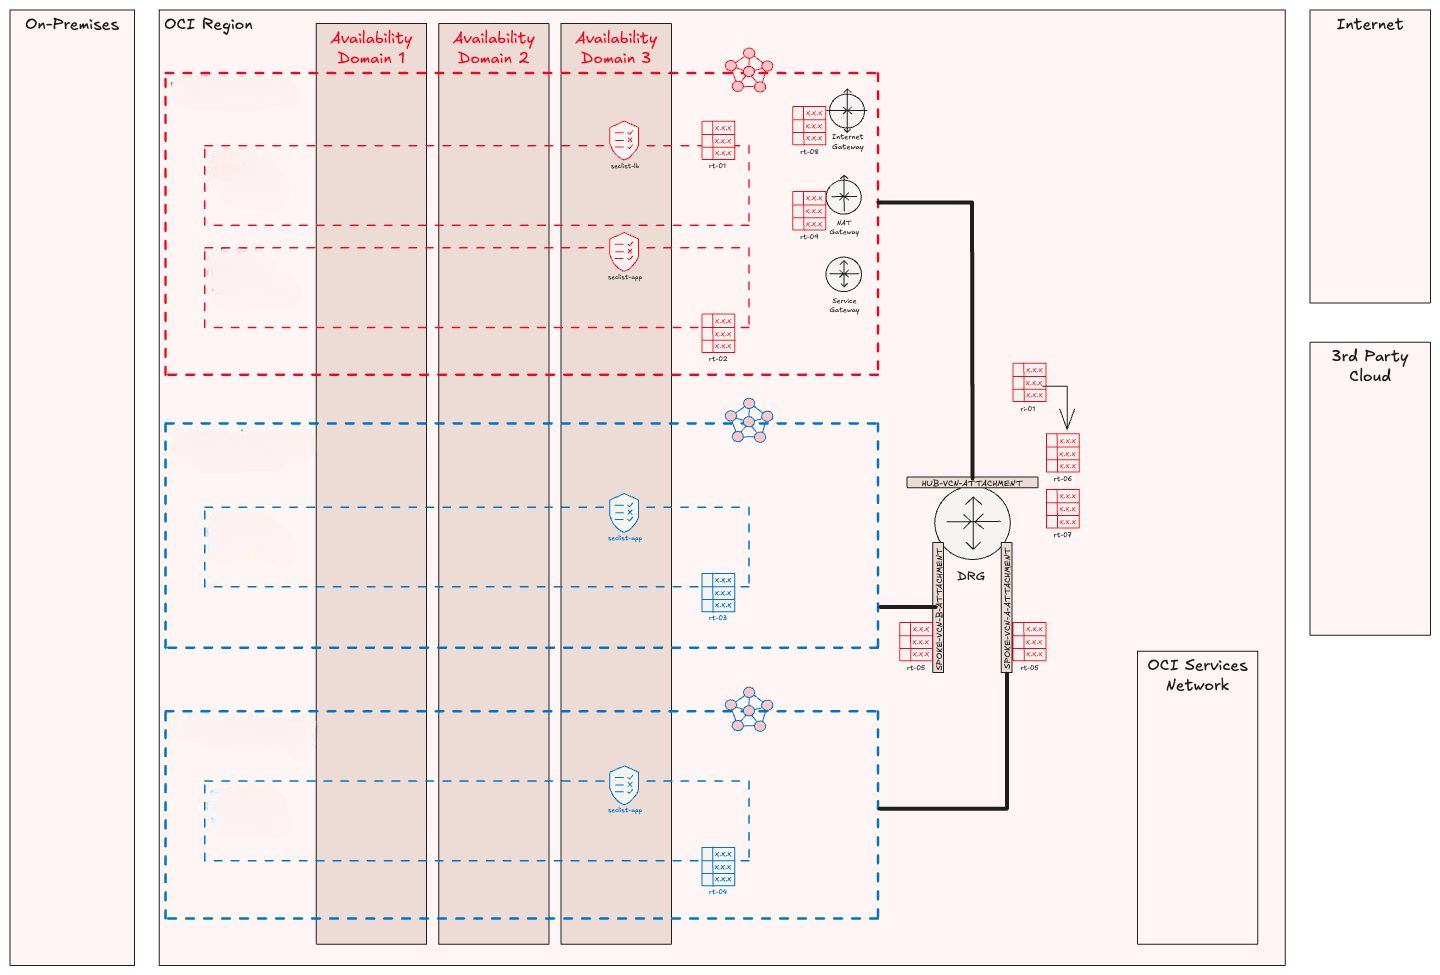 On-Premises
OCI Region
Availability
Domain 1
Availability
Domain 2
Availability
Domain 3
Internet
x.x.x
x.x.x
x.x.x
rt-08
Internet
Gateway
seclist-lb
x.x.x
x.x.x
x.x.x
rt-01
x.x.x
x.x.x
x.x.x
rt-09
NAT
Gateway
seclist-app
Service
Gateway
x.x.x
x.x.x
x.x.x
rt-02
3rd Party
Cloud
x.x.x
x.x.x
x.x.x
ri-01
x.x.x
x.x.x
x.x.x
rt-06
HUB-VCN-ATTACHMENT
x.x.x
x.x.x
x.x.x
rt-07
seclist-app
x.x.x
x.x.x
x.x.x
rt-03
DRG
SPOKE-VCN-B-ATTACHMENT
SPOKE-VCN-A-ATTACHMENT
x.x.x
x.x.x
x.x.x
rt-05
x.x.x
x.x.x
x.x.x
rt-05
OCI Services
Network
seclist-app
x.x.x
x.x.x
x.x.x
rt-04